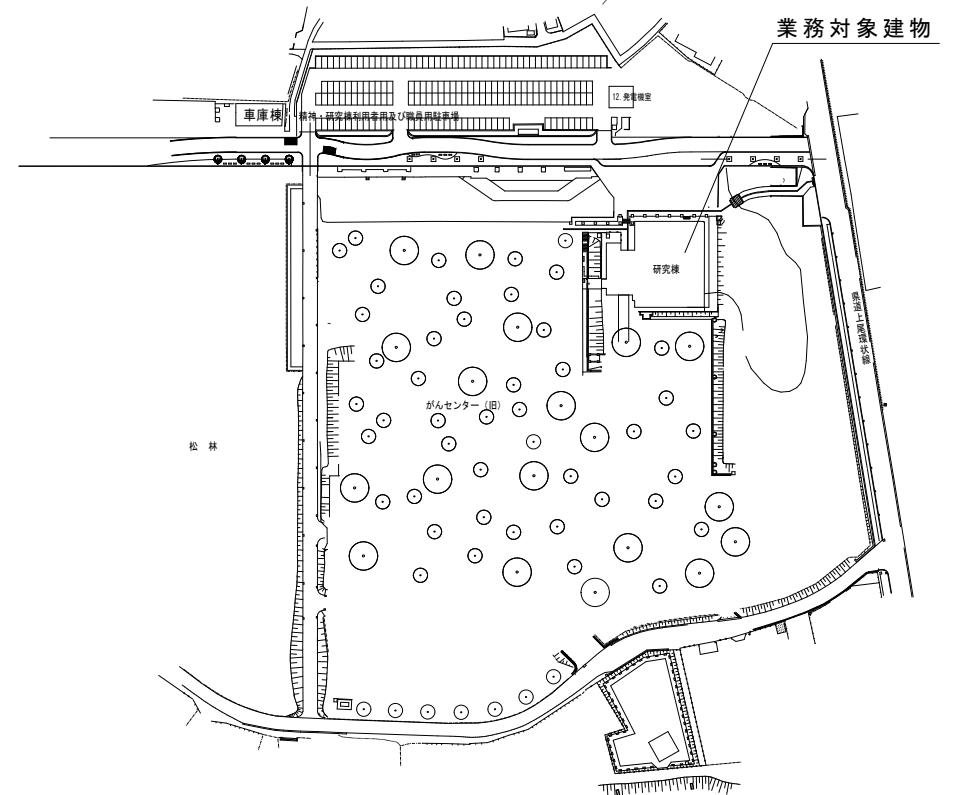 業務対象建物
12.発電機室
車庫棟
精神・研究棟利用者用及び職員用駐車場
研究棟
県道上尾環状線
がんセンター（旧）
松 林